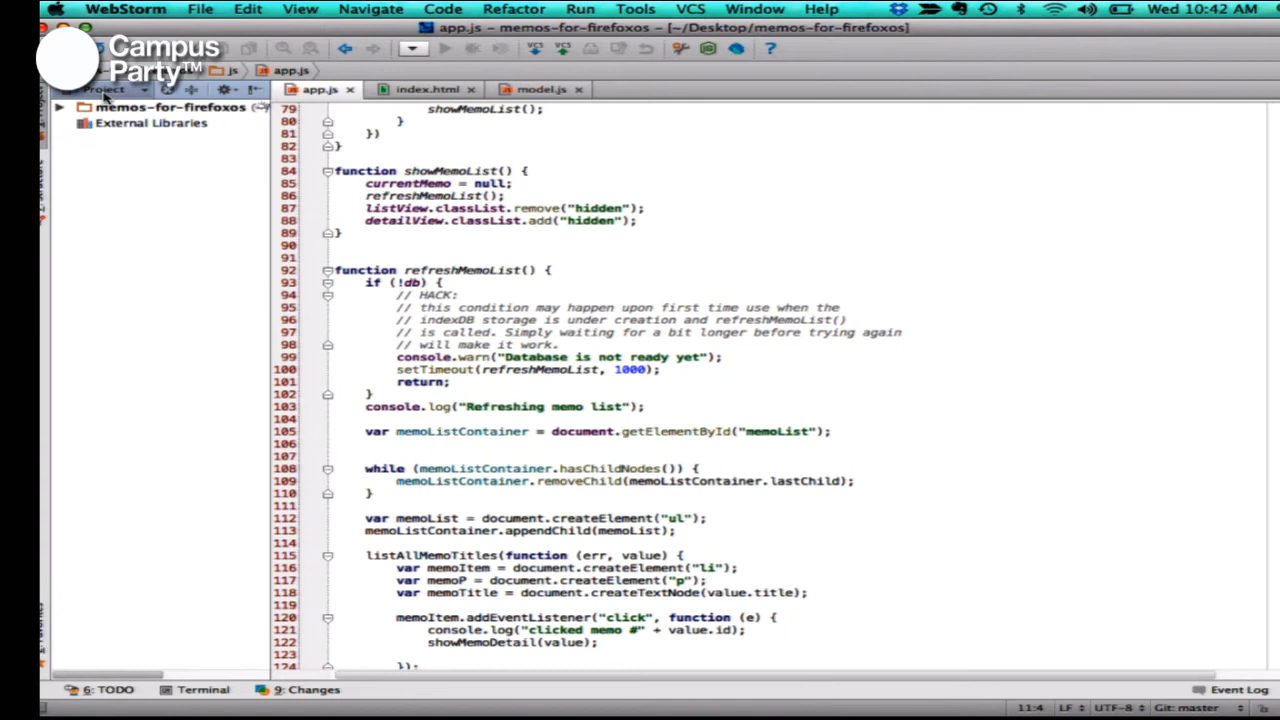 WebStorm File Edit View Navigate Code Refactor Run Tools VCS Window Help Wed 10:42 AM
app.js - memos-for-firefoxos - [~/Desktop/memos-for-firefoxos]
Campus
Party™
VCS VCS ?
js app.js
Project app.js index.html model.js
memos-for-firefoxos
External Libraries
79 showMemoList();
80 }
81 })
82 }
83
84 function showMemoList() {
85 currentMemo = null;
86 refreshMemoList();
87 listView.classList.remove("hidden");
88 detailView.classList.add("hidden");
89 }
90
91
92 function refreshMemoList() {
93 if (!db) {
94 // HACK:
95 // this condition may happen upon first time use when the
96 // indexDB storage is under creation and refreshMemoList()
97 // is called. Simply waiting for a bit longer before trying again
98 // will make it work.
99 console.warn("Database is not ready yet");
100 setTimeout(refreshMemoList, 1000);
101 return;
102 }
103 console.log("Refreshing memo list");
104
105 var memoListContainer = document.getElementById("memoList");
106
107
108 while (memoListContainer.hasChildNodes()) {
109 memoListContainer.removeChild(memoListContainer.lastChild);
110 }
111
112 var memoList = document.createElement("ul");
113 memoListContainer.appendChild(memoList);
114
115 listAllMemoTitles(function (err, value) {
116 var memoItem = document.createElement("li");
117 var memoP = document.createElement("p");
118 var memoTitle = document.createTextNode(value.title);
119
120 memoItem.addEventListener("click", function (e) {
121 console.log("clicked memo #" + value.id);
122 showMemoDetail(value);
123
124 });
6: TODO Terminal 9: Changes Event Log
11:4 LF UTF-8 Git: master